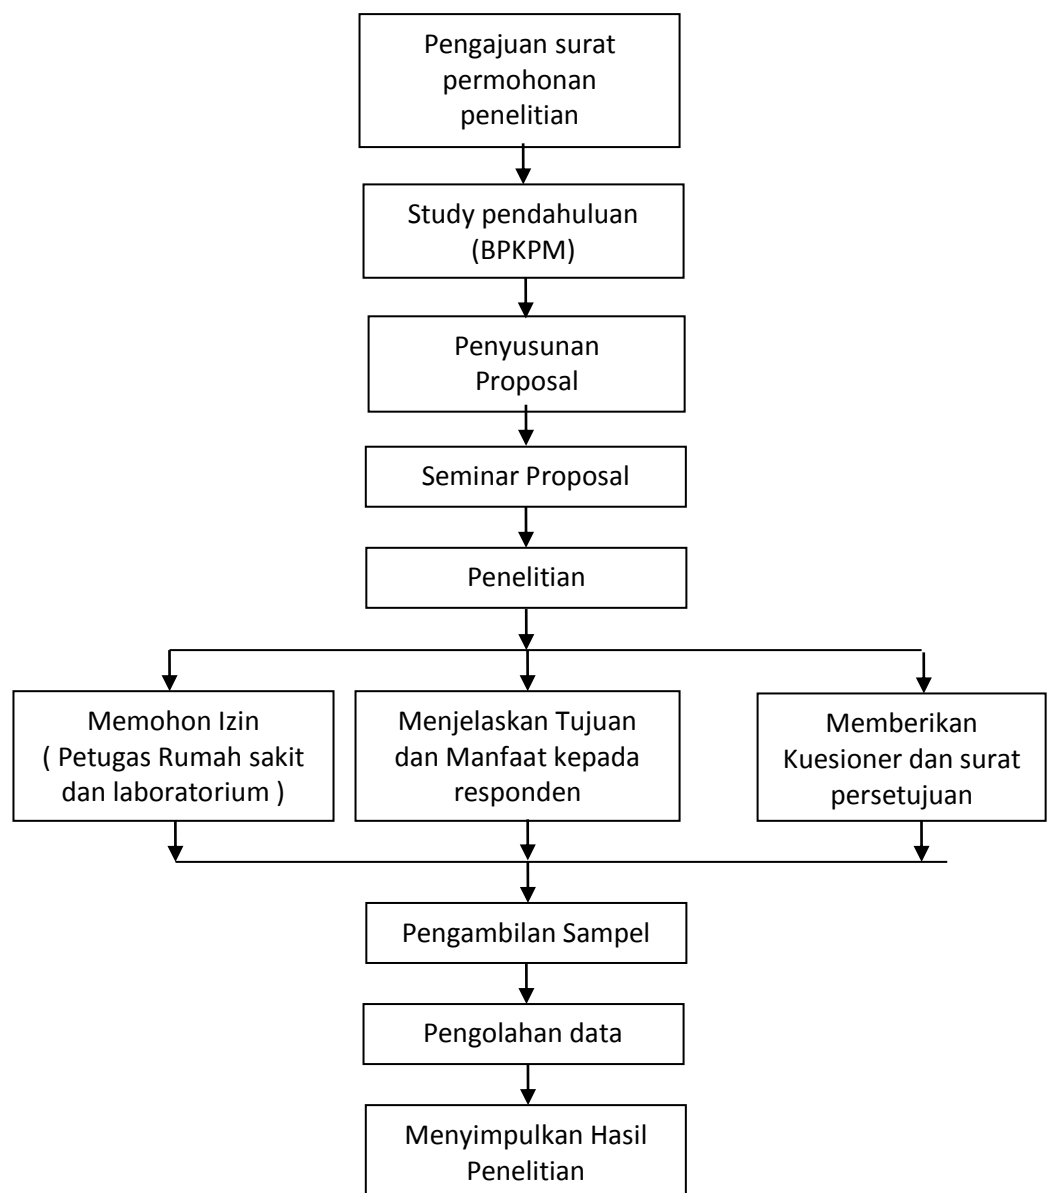 Pengajuan surat
permohonan
penelitian
Study pendahuluan
(BPKPM)
Penyusunan
Proposal
Seminar Proposal
Penelitian
Memohon Izin
( Petugas Rumah sakit
dan laboratorium )
Menjelaskan Tujuan
dan Manfaat kepada
responden
Memberikan
Kuesioner dan surat
persetujuan
Pengambilan Sampel
Pengolahan data
Menyimpulkan Hasil
Penelitian